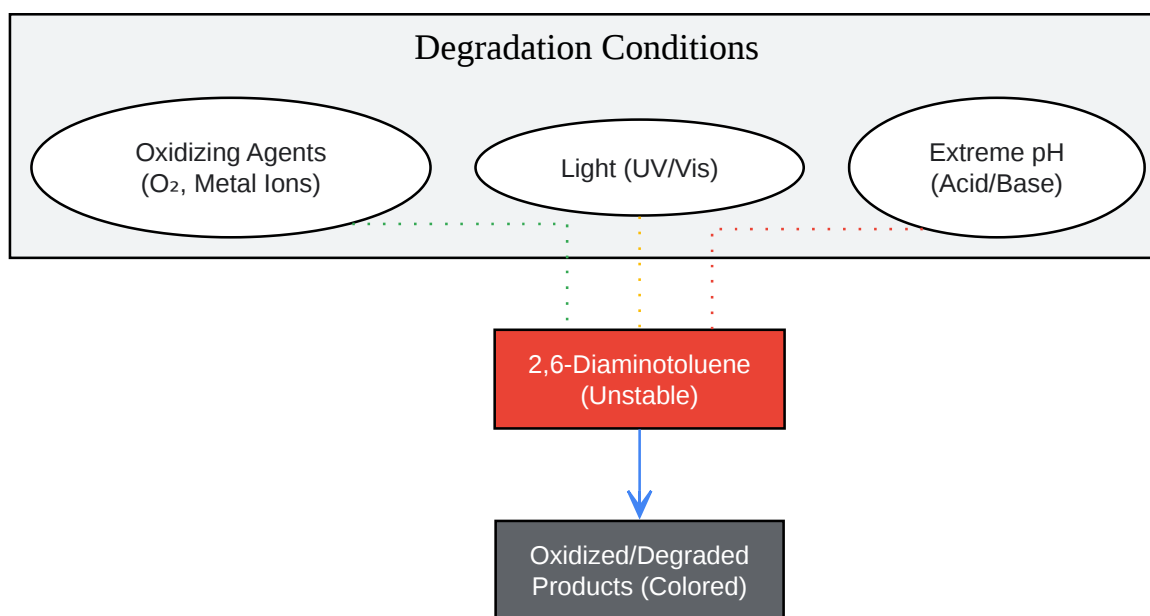 Degradation Conditions
Oxidizing Agents
(O₂, Metal Ions)
Light (UV/Vis)
Extreme pH
(Acid/Base)
2,6-Diaminotoluene
(Unstable)
Oxidized/Degraded
Products (Colored)